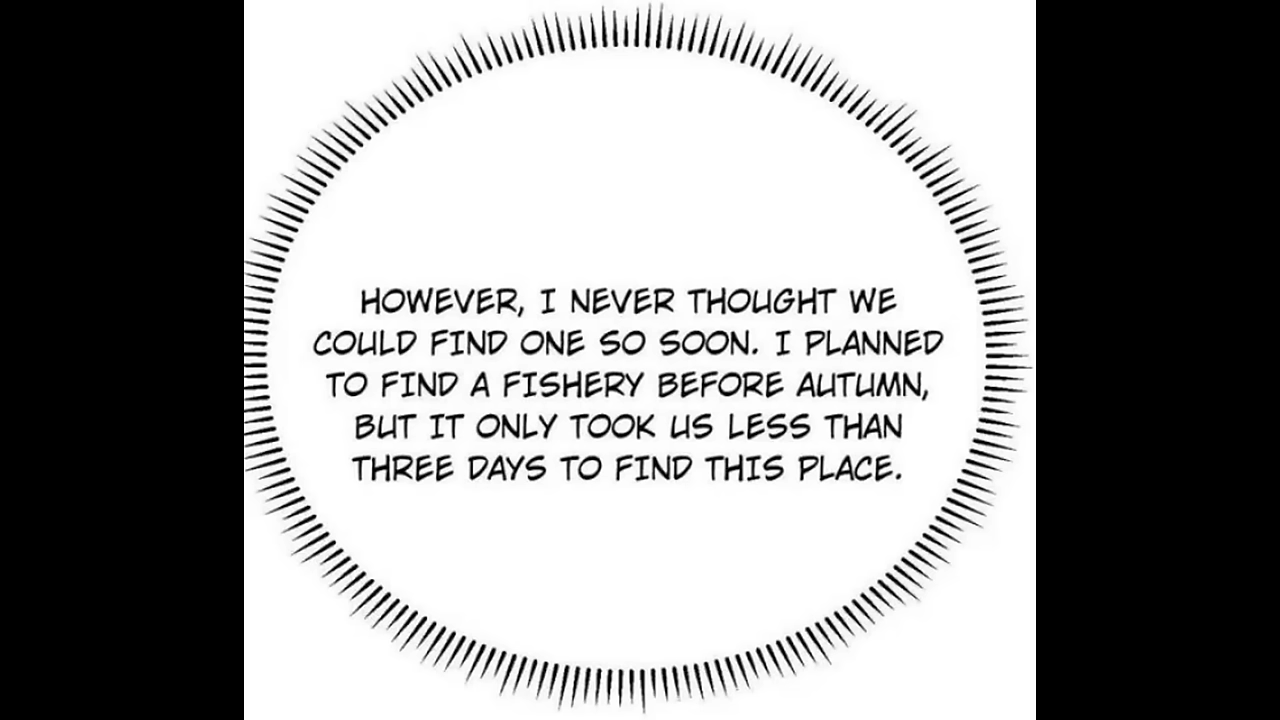 HOWEVER, I NEVER THOUGHT WE
COULD FIND ONE SO SOON. I PLANNED
TO FIND A FISHERY BEFORE AUTUMN,
BUT IT ONLY TOOK US LESS THAN
THREE DAYS TO FIND THIS PLACE.